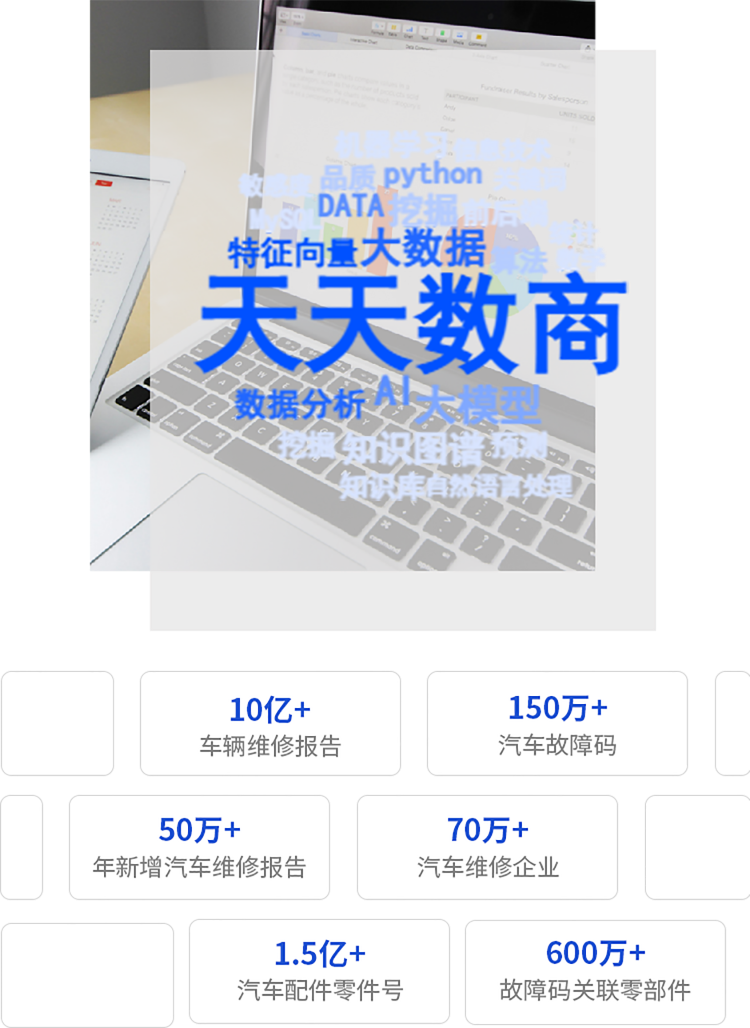 机器学习
品质 python
DATA 挖掘 前后端
特征向量 大数据
算法
天天数商
数据分析 AI 大模型
挖掘 知识图谱 预测
知识库 自然语言处理
10亿+
车辆维修报告
150万+
汽车故障码
50万+
年新增汽车维修报告
70万+
汽车维修企业
1.5亿+
汽车配件零件号
600万+
故障码关联零部件